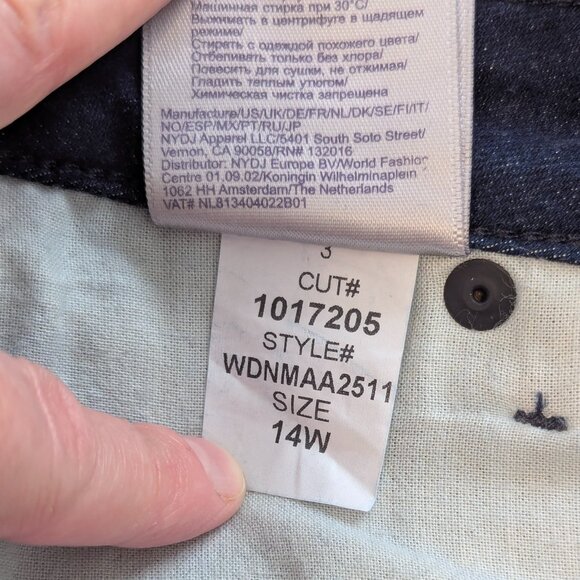 Машинная стирка при 30°C/
Выжимать в центрифуге в щадящем
режиме/
Стирать с одеждой похожего цвета/
Отбеливать только без хлора/
Повесить для сушки, не отжимая/
Гладить теплым утюгом/
Химическая чистка запрещена
Manufacture/US/UK/DE/FR/NL/DK/SE/FI/IT/
NO/ESP/MX/PT/RU/JP
NYDJ Apparel LLC/5401 South Soto Street/
Vernon, CA 90058/RN# 132016
Distributor: NYDJ Europe BV/World Fashion
Centre 01.09.02/Koningin Wilhelminaplein
1062 HH Amsterdam/The Netherlands
VAT# NL813404022B01
3
CUT#
1017205
STYLE#
WDNMAA2511
SIZE
14W